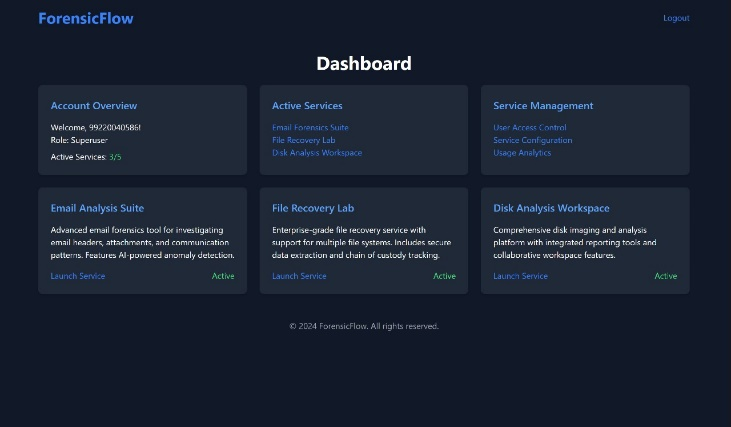 ForensicFlow
Logout
Dashboard
Account Overview
Welcome, 99220040586!
Role: Superuser
Active Services: 3/5
Active Services
Email Forensics Suite
File Recovery Lab
Disk Analysis Workspace
Service Management
User Access Control
Service Configuration
Usage Analytics
Email Analysis Suite
Advanced email forensics tool for investigating
email headers, attachments, and communication
patterns. Features AI-powered anomaly detection.
Launch Service
Active
File Recovery Lab
Enterprise-grade file recovery service with
support for multiple file systems. Includes secure
data extraction and chain of custody tracking.
Launch Service
Active
Disk Analysis Workspace
Comprehensive disk imaging and analysis
platform with integrated reporting tools and
collaborative workspace features.
Launch Service
Active
© 2024 ForensicFlow. All rights reserved.